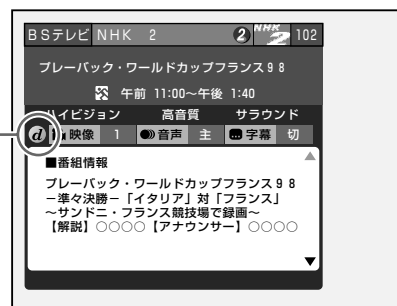 BSテレビ NHK 2 2 NHK 2 102
プレーバック・ワールドカップフランス98
午前 11:00～午後 1:40
ハイビジョン 高音質 サラウンド
d 映像 1 音声 主 字幕 切
■番組情報
プレーバック・ワールドカップフランス98
－準々決勝－「イタリア」対「フランス」
～サンドニ・フランス競技場で録画～
【解説】○○○○【アナウンサー】○○○○